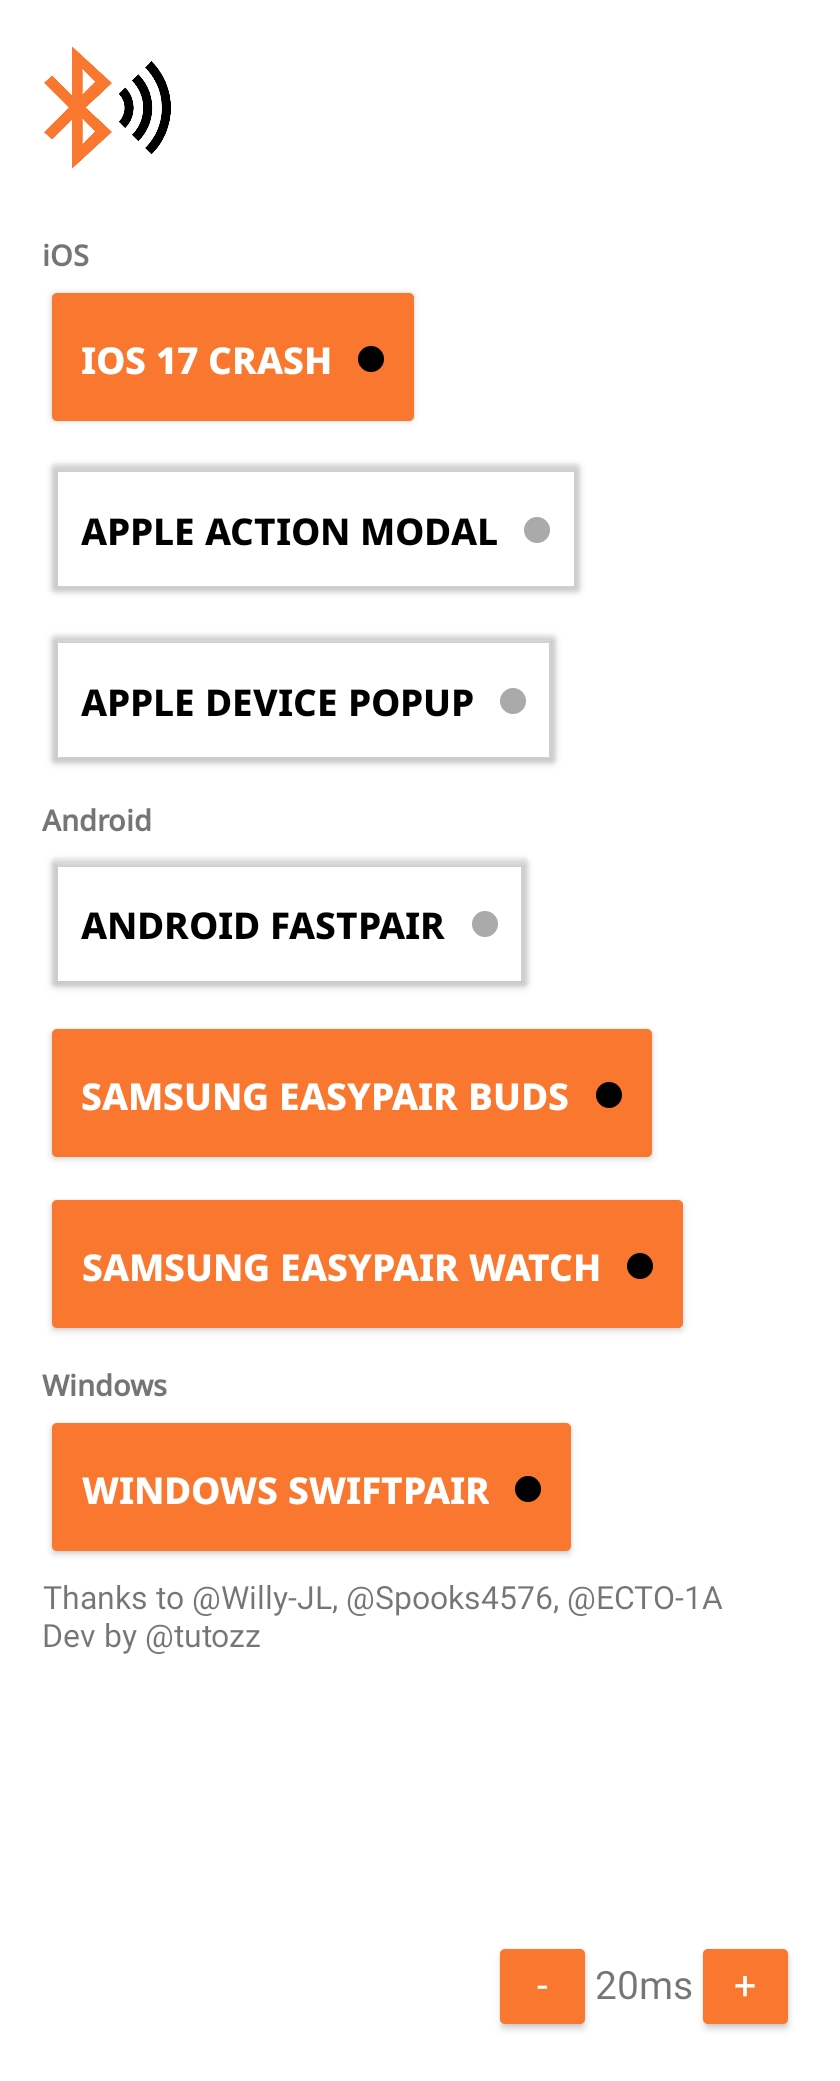 iOS
IOS 17 CRASH
APPLE ACTION MODAL
APPLE DEVICE POPUP
Android
ANDROID FASTPAIR
SAMSUNG EASYPAIR BUDS
SAMSUNG EASYPAIR WATCH
Windows
WINDOWS SWIFTPAIR
Thanks to @Willy-JL, @Spooks4576, @ECTO-1A
Dev by @tutozz
- 20ms +